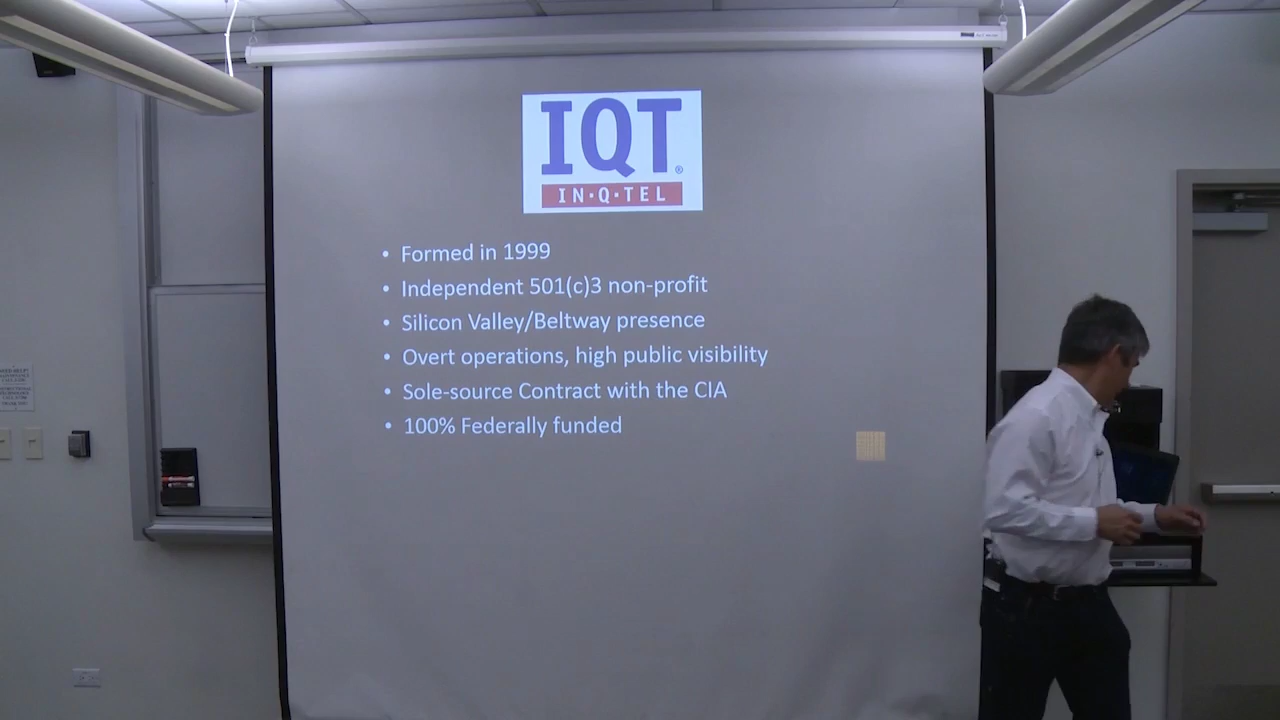 IQT®
IN·Q·TEL
• Formed in 1999
• Independent 501(c)3 non-profit
• Silicon Valley/Beltway presence
• Overt operations, high public visibility
• Sole-source Contract with the CIA
• 100% Federally funded